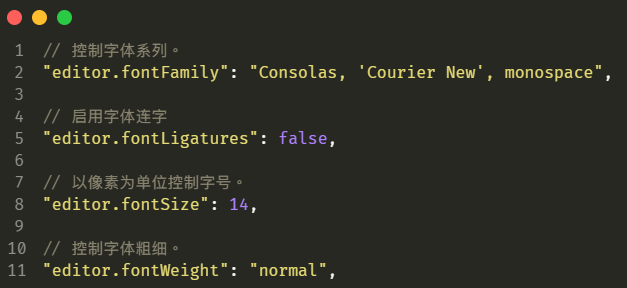 1 // 控制字体系列。
2 "editor.fontFamily": "Consolas, 'Courier New', monospace",
3
4 // 启用字体连字
5 "editor.fontLigatures": false,
6
7 // 以像素为单位控制字号。
8 "editor.fontSize": 14,
9
10 // 控制字体粗细。
11 "editor.fontWeight": "normal",